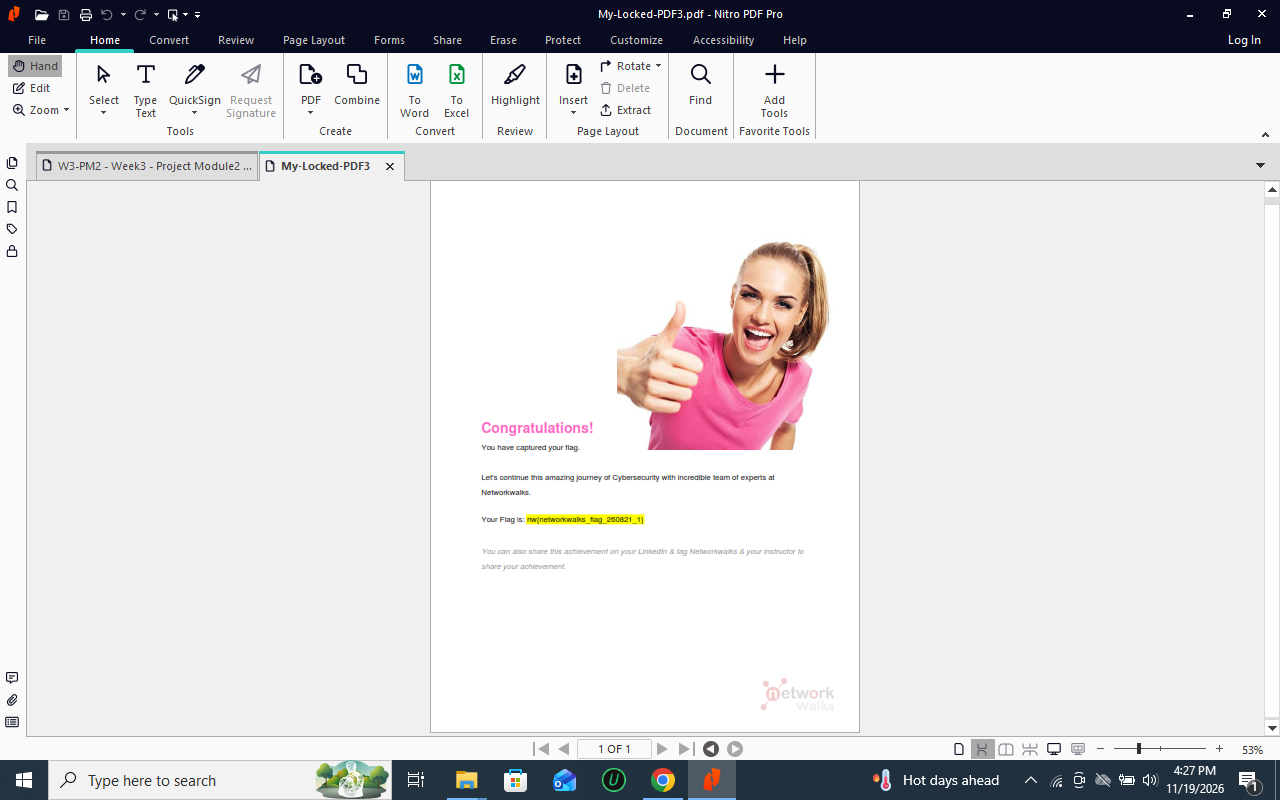 My-Locked-PDF3.pdf - Nitro PDF Pro
File Home Convert Review Page Layout Forms Share Erase Protect Customize Accessibility Help Log In
Hand
Edit
Zoom
Select
Type Text
QuickSign
Request Signature
Tools
PDF
Combine
Create
To Word
To Excel
Convert
Highlight
Review
Insert
Rotate
Delete
Extract
Page Layout
Find
Document
Add Tools
Favorite Tools
W3-PM2 - Week3 - Project Module2 ...
My-Locked-PDF3
Congratulations!
You have captured your flag.
Let's continue this amazing journey of Cybersecurity with incredible team of experts at
Networkwalks.
Your Flag is: nw{networkwalks_flag_260821_1}
You can also share this achievement on your LinkedIn & tag Networkwalks & your instructor to
share your achievement.
network
Walks
1 OF 1
53%
Type here to search
Hot days ahead
4:27 PM
11/19/2026
1